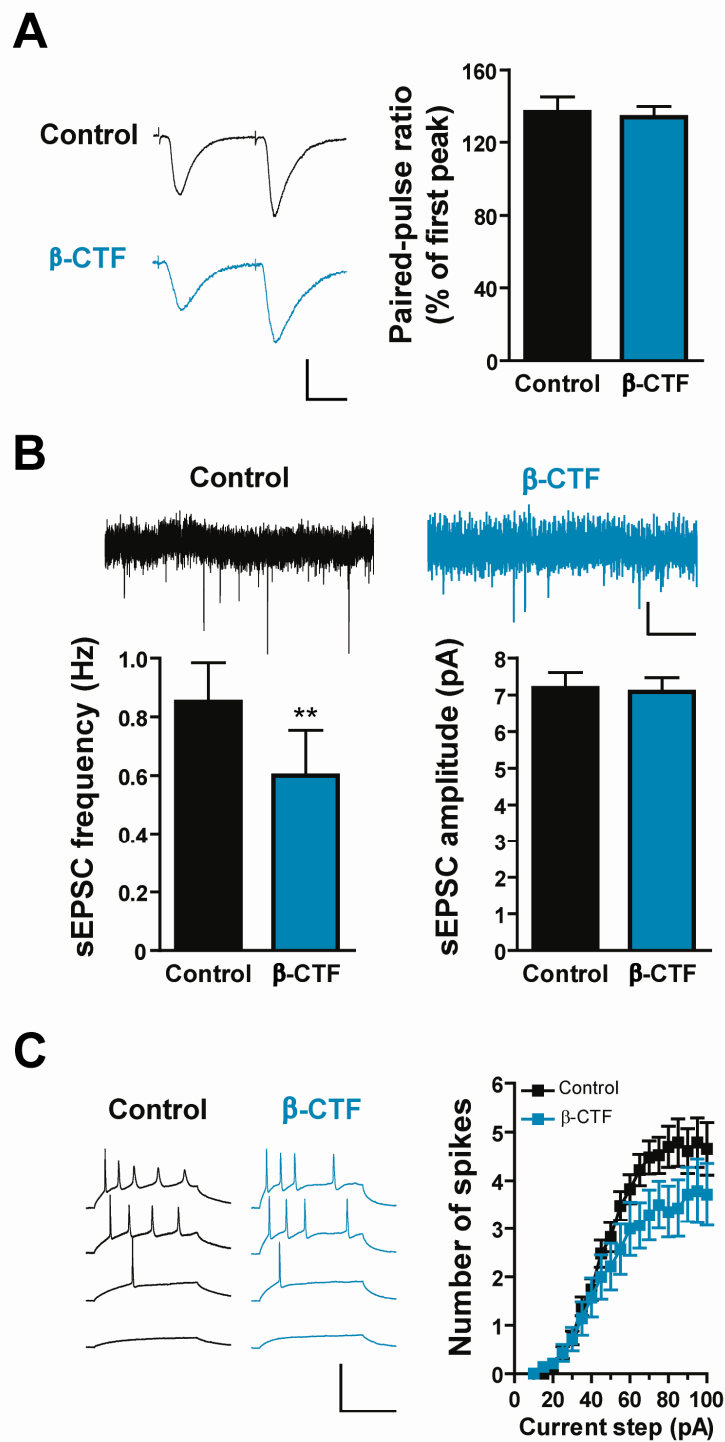 A
Control
β-CTF
Paired-pulse ratio
(% of first peak)
160
120
80
40
0
Control
β-CTF
B
Control
β-CTF
sEPSC frequency (Hz)
1.0
0.8
0.6
0.4
0.2
0
**
Control
β-CTF
sEPSC amplitude (pA)
8
7
6
5
4
3
2
1
0
Control
β-CTF
C
Control
β-CTF
Number of spikes
6
5
4
3
2
1
0
Control
β-CTF
0 20 40 60 80 100
Current step (pA)